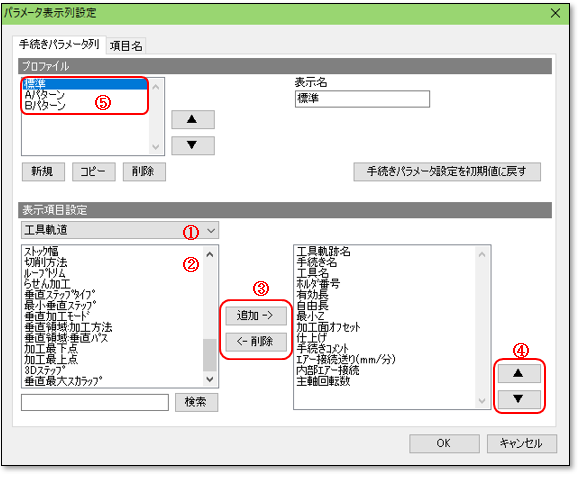 パラメータ表示列設定
手続きパラメータ列 項目名
プロファイル
標準
Aパターン
Bパターン
⑤
▲
▼
表示名
標準
新規 コピー 削除
手続きパラメータ設定を初期値に戻す
表示項目設定
工具軌道 ①
②
ストック幅
切削方法
ループトリム
らせん加工
垂直ステップタイプ
最小垂直ステップ
垂直加工モード
垂直領域:加工方法
垂直領域:垂直パス
加工最下点
加工最上点
3Dステップ
垂直最大スカラップ
検索
③
追加 ->
<- 削除
工具軌跡名
手続き名
工具名
ホルダ番号
有効長
自由長
最小Z
加工面オフセット
仕上げ
手続きコメント
エアー接続送り(mm/分)
内部エアー接続
主軸回転数
④
▲
▼
OK キャンセル